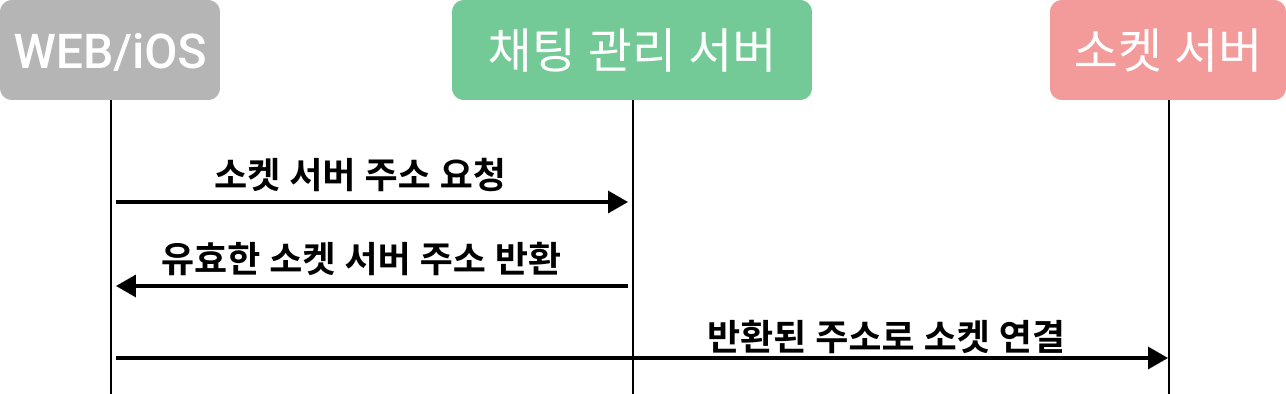 WEB/iOS
채팅 관리 서버
소켓 서버
소켓 서버 주소 요청
유효한 소켓 서버 주소 반환
반환된 주소로 소켓 연결